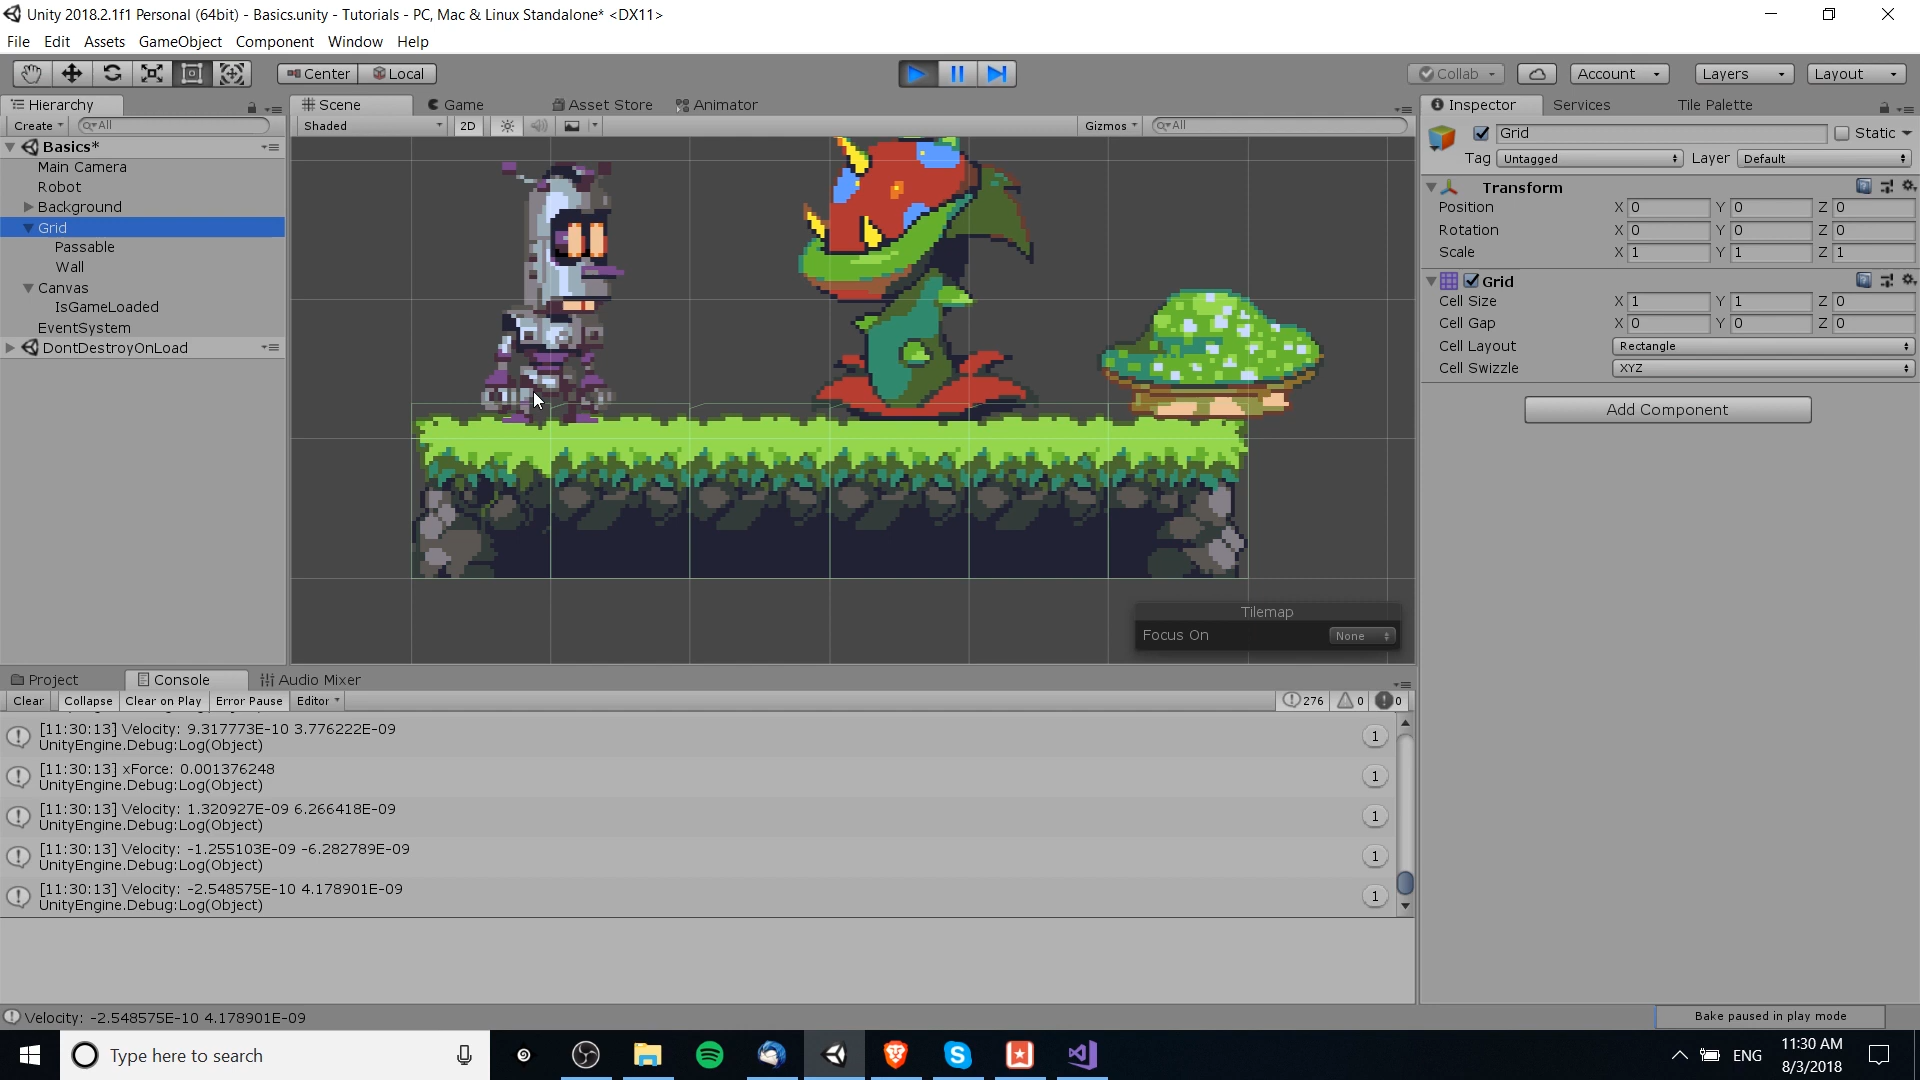 Unity 2018.2.1f1 Personal (64bit) - Basics.unity - Tutorials - PC, Mac & Linux Standalone* <DX11>
File Edit Assets GameObject Component Window Help
Center Local
Collab Account Layers Layout
Hierarchy
Create All
Basics*
Main Camera
Robot
Background
Grid
Passable
Wall
Canvas
IsGameLoaded
EventSystem
DontDestroyOnLoad
Scene Game Asset Store Animator
Shaded 2D Gizmos All
Tilemap
Focus On None
Inspector Services Tile Palette
Grid Static
Tag Untagged Layer Default
Transform
Position X 0 Y 0 Z 0
Rotation X 0 Y 0 Z 0
Scale X 1 Y 1 Z 1
Grid
Cell Size X 1 Y 1 Z 0
Cell Gap X 0 Y 0 Z 0
Cell Layout Rectangle
Cell Swizzle XYZ
Add Component
Project Console Audio Mixer
Clear Collapse Clear on Play Error Pause Editor 276 0 0
[11:30:13] Velocity: 9.317773E-10 3.776222E-09
UnityEngine.Debug:Log(Object)
1
[11:30:13] xForce: 0.001376248
UnityEngine.Debug:Log(Object)
1
[11:30:13] Velocity: 1.320927E-09 6.266418E-09
UnityEngine.Debug:Log(Object)
1
[11:30:13] Velocity: -1.255103E-09 -6.282789E-09
UnityEngine.Debug:Log(Object)
1
[11:30:13] Velocity: -2.548575E-10 4.178901E-09
UnityEngine.Debug:Log(Object)
1
Velocity: -2.548575E-10 4.178901E-09
Bake paused in play mode
Type here to search
ENG
11:30 AM
8/3/2018